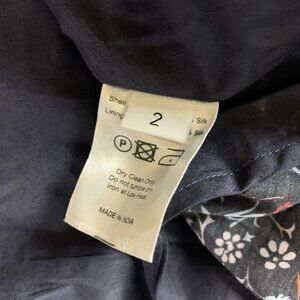 Shell
Silk
Lining
% Silk
2
P
Dry Clean Only
Do not tumble dry
Iron at Low Heat
MADE IN INDIA